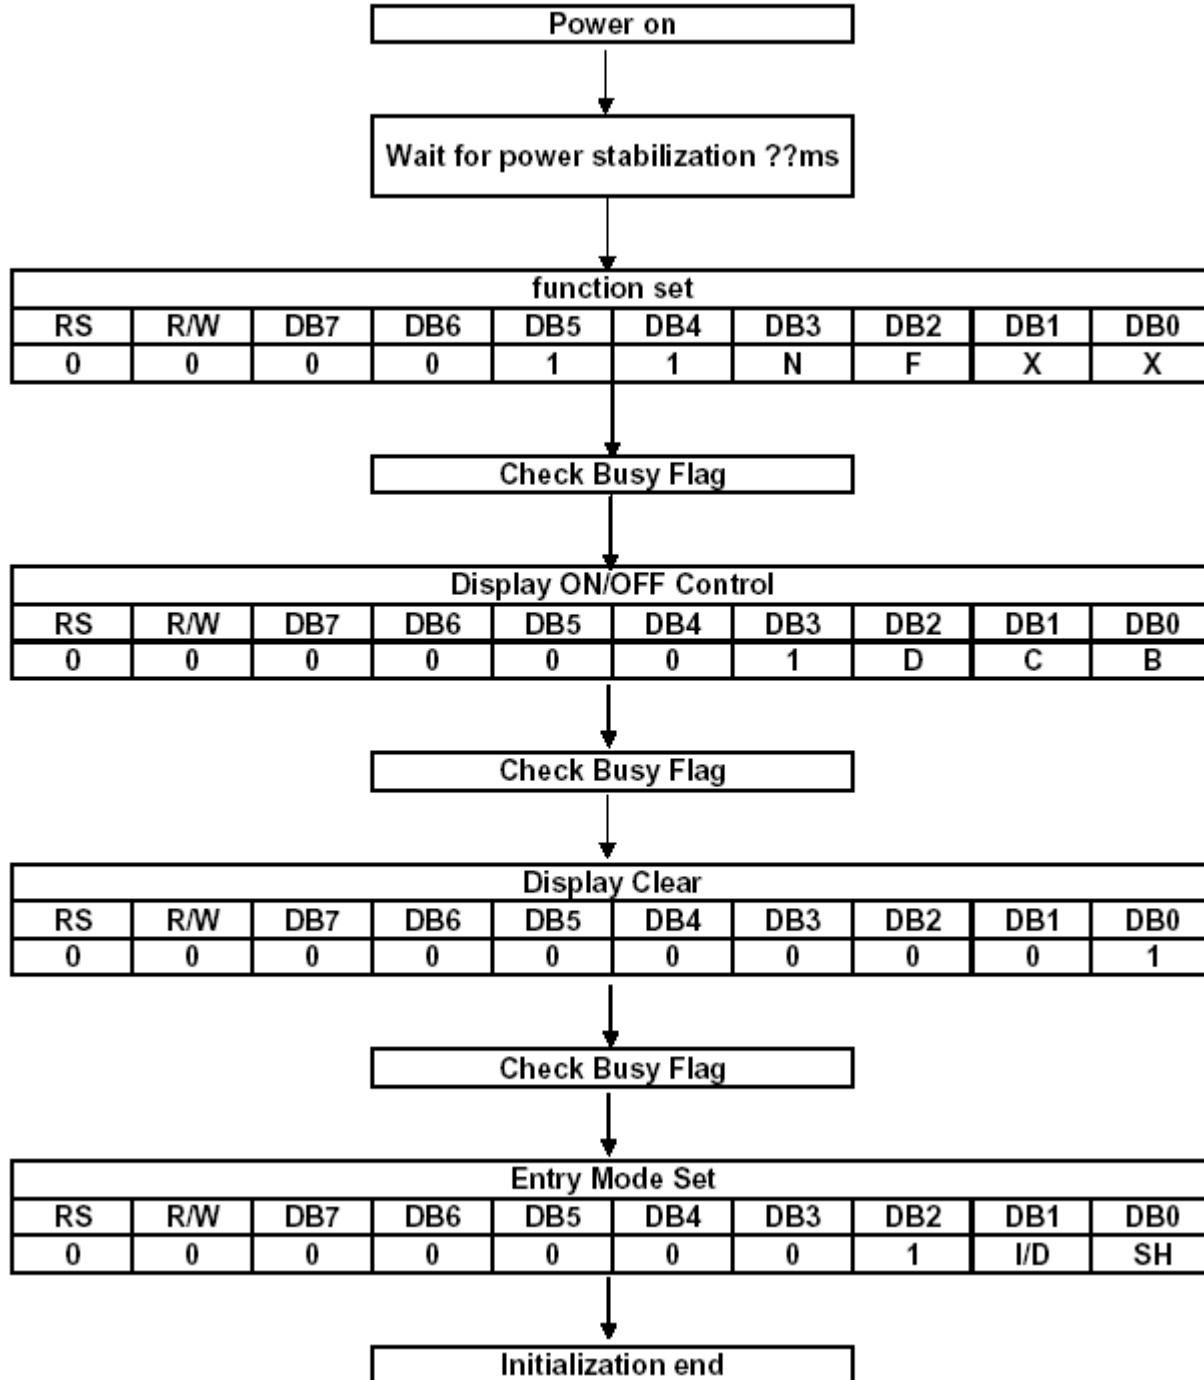 Power on
Wait for power stabilization ??ms
function set
RS R/W DB7 DB6 DB5 DB4 DB3 DB2 DB1 DB0
0 0 0 0 1 1 N F X X
Check Busy Flag
Display ON/OFF Control
RS R/W DB7 DB6 DB5 DB4 DB3 DB2 DB1 DB0
0 0 0 0 0 0 1 D C B
Check Busy Flag
Display Clear
RS R/W DB7 DB6 DB5 DB4 DB3 DB2 DB1 DB0
0 0 0 0 0 0 0 0 0 1
Check Busy Flag
Entry Mode Set
RS R/W DB7 DB6 DB5 DB4 DB3 DB2 DB1 DB0
0 0 0 0 0 0 0 1 I/D SH
Initialization end